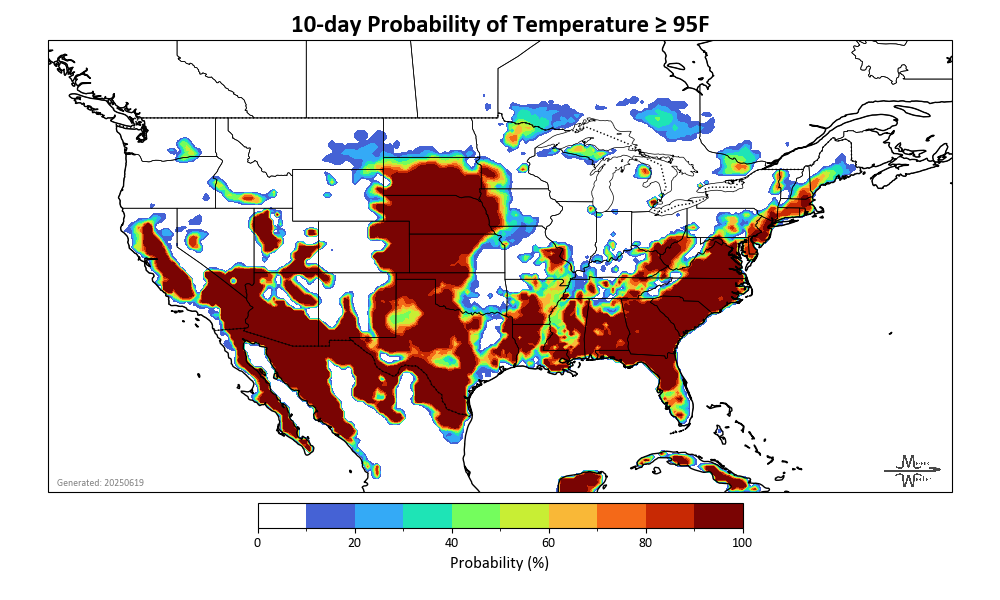 10-day Probability of Temperature ≥ 95F
Generated: 20250619
0 20 40 60 80 100
Probability (%)